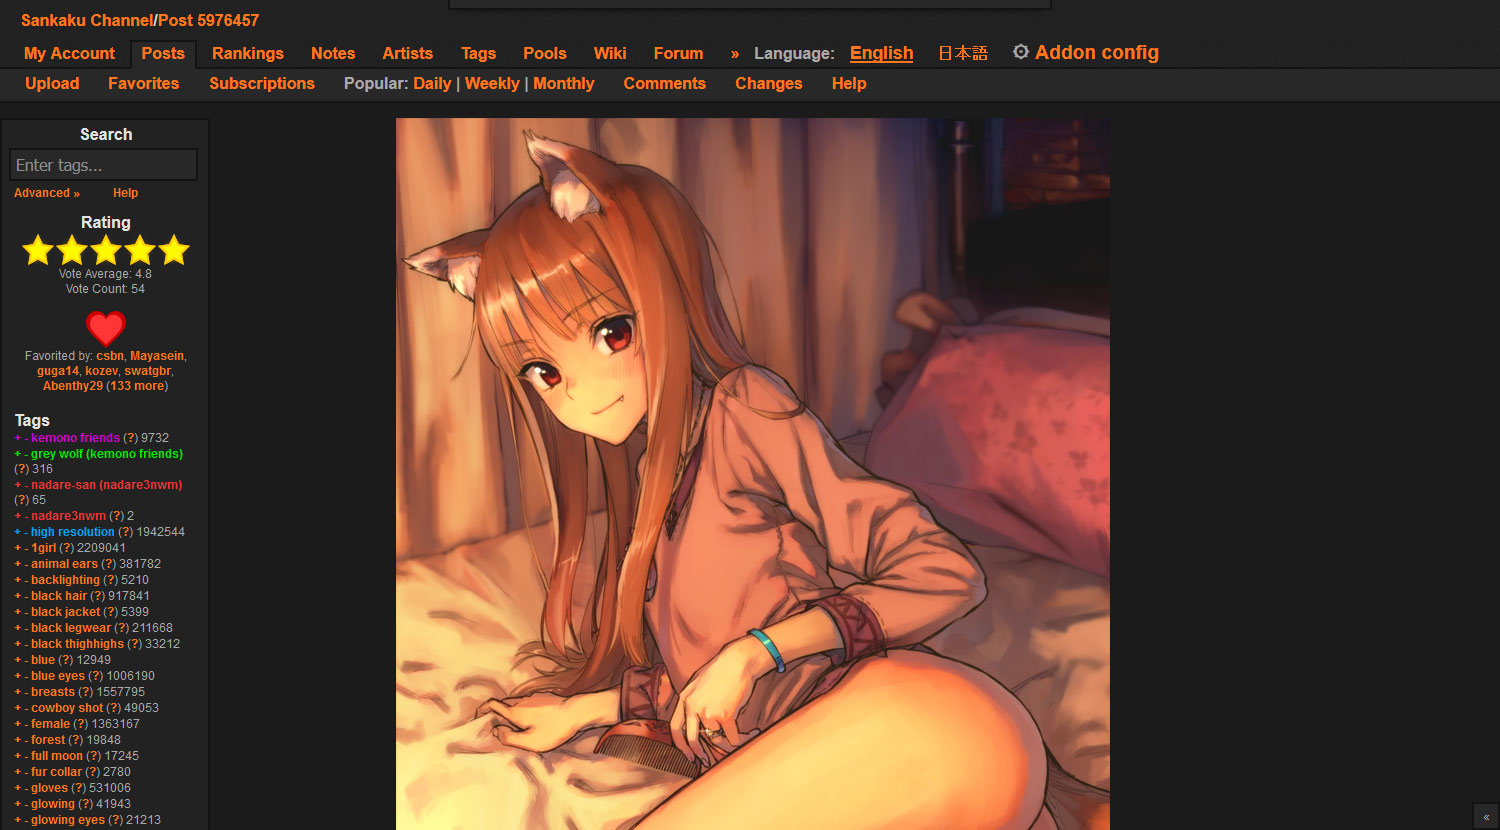 Sankaku Channel/Post 5976457
My Account Posts Rankings Notes Artists Tags Pools Wiki Forum » Language: English 日本語 Addon config
Upload Favorites Subscriptions Popular: Daily | Weekly | Monthly Comments Changes Help
Search
Enter tags...
Advanced » Help
Rating
Vote Average: 4.8
Vote Count: 54
Favorited by: csbn, Mayasein,
guga14, kozev, swatgbr,
Abenthy29 (133 more)
Tags
+ - kemono friends (?) 9732
+ - grey wolf (kemono friends)
(?) 316
+ - nadare-san (nadare3nwm)
(?) 65
+ - nadare3nwm (?) 2
+ - high resolution (?) 1942544
+ - 1girl (?) 2209041
+ - animal ears (?) 381782
+ - backlighting (?) 5210
+ - black hair (?) 917841
+ - black jacket (?) 5399
+ - black legwear (?) 211668
+ - black thighhighs (?) 33212
+ - blue (?) 12949
+ - blue eyes (?) 1006190
+ - breasts (?) 1557795
+ - cowboy shot (?) 49053
+ - female (?) 1363167
+ - forest (?) 19848
+ - full moon (?) 17245
+ - fur collar (?) 2780
+ - gloves (?) 531006
+ - glowing (?) 41943
+ - glowing eyes (?) 21213
«